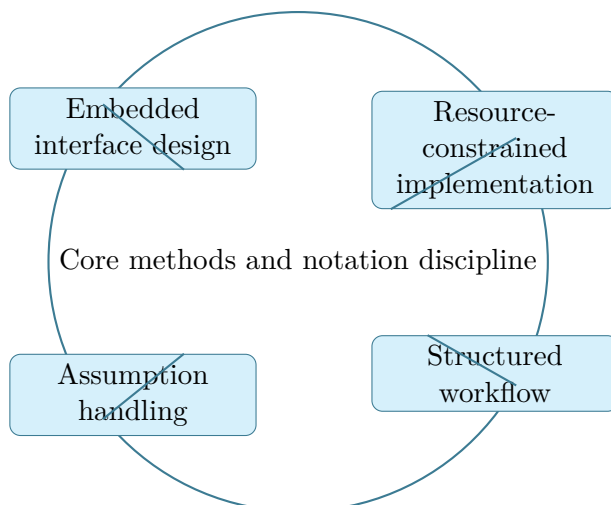 Embedded
interface design
Resource-
constrained
implementation
Core methods and notation discipline
Assumption
handling
Structured
workflow